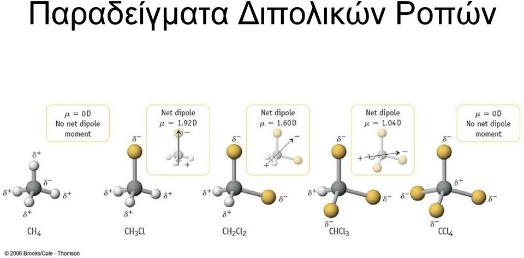 Παραδείγματα Διπολικών Ροπών
μ = 0D
No net dipole
moment
δ+
δ−
δ+
δ+
δ+
CH4
Net dipole
μ = 1.92D
−
+
δ−
δ+
δ+
δ+
CH3Cl
Net dipole
μ = 1.60D
−
+
δ−
δ+
δ−
δ+
CH2Cl2
Net dipole
μ = 1.04D
+
−
δ−
δ+
δ−
δ−
CHCl3
μ = 0D
No net dipole
moment
δ−
δ+
δ−
δ−
δ−
CCl4
© 2006 Brooks/Cole - Thomson